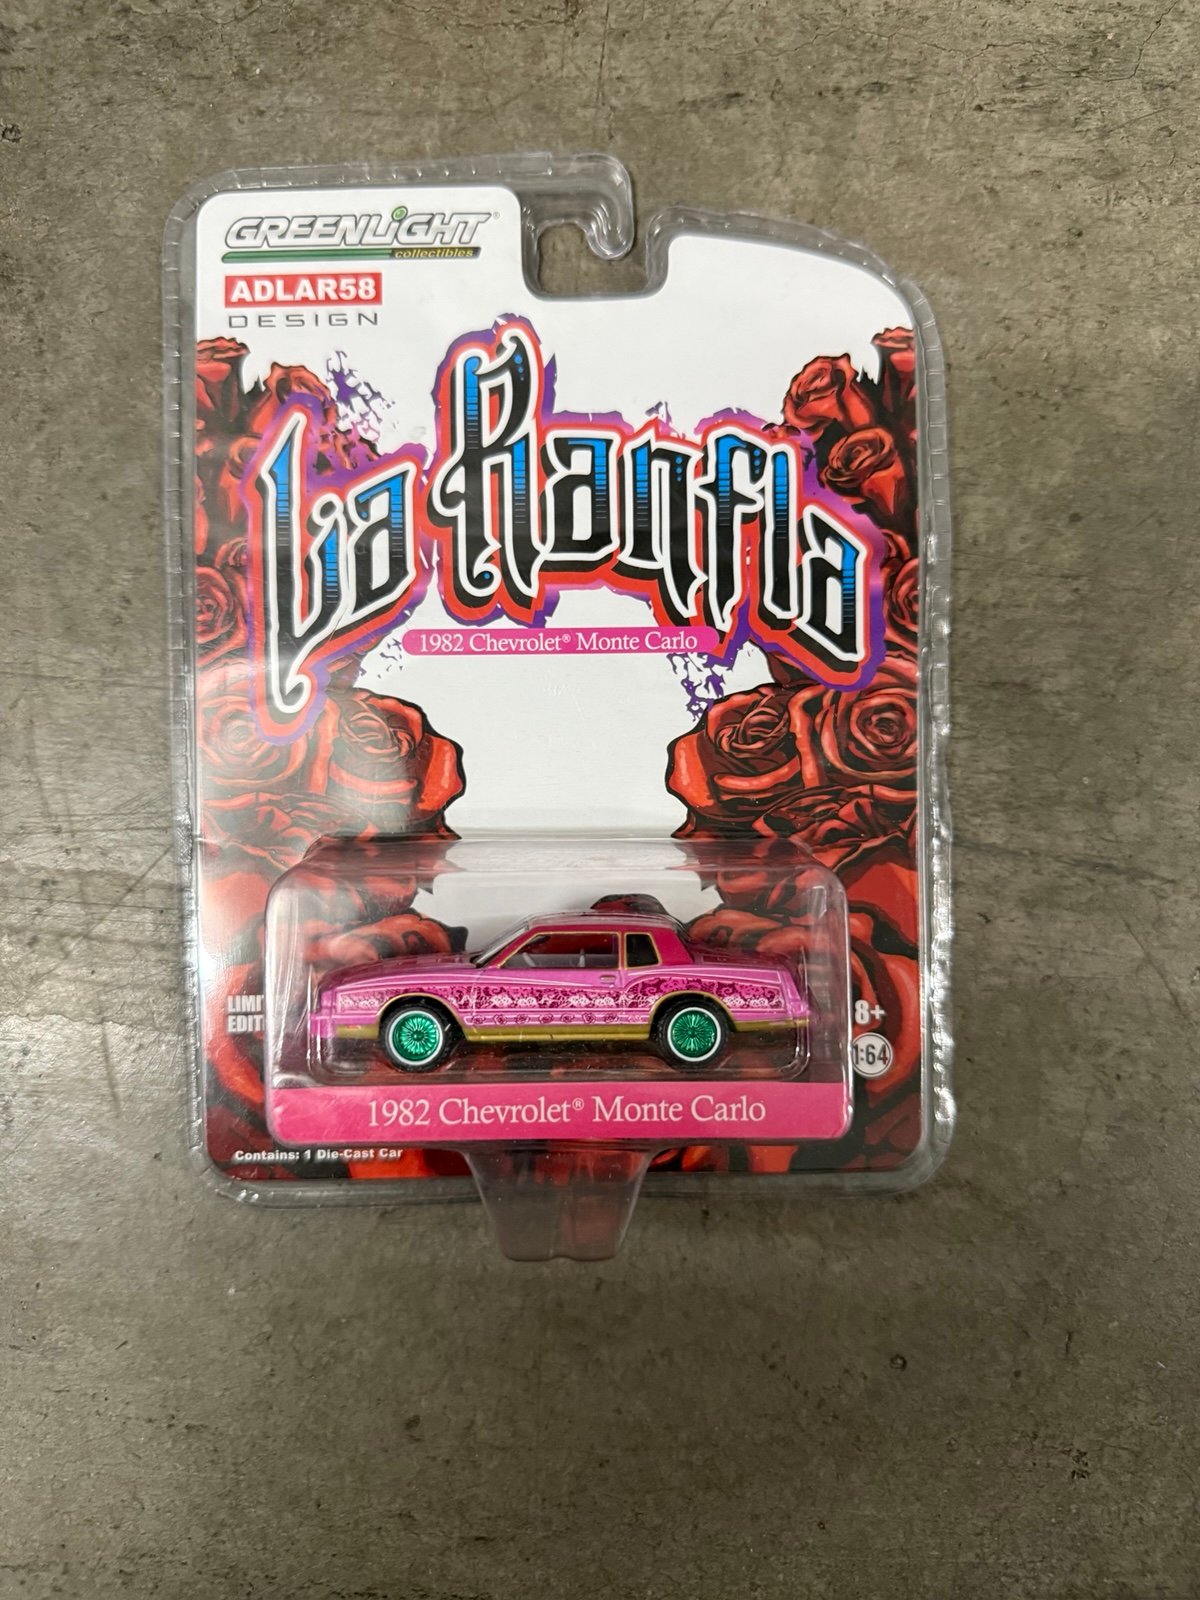 GREENLiGHT®
collectibles
ADLAR58
DESIGN
La Ranfla
1982 Chevrolet® Monte Carlo
8+
1:64
1982 Chevrolet® Monte Carlo
Contains: 1 Die-Cast Car